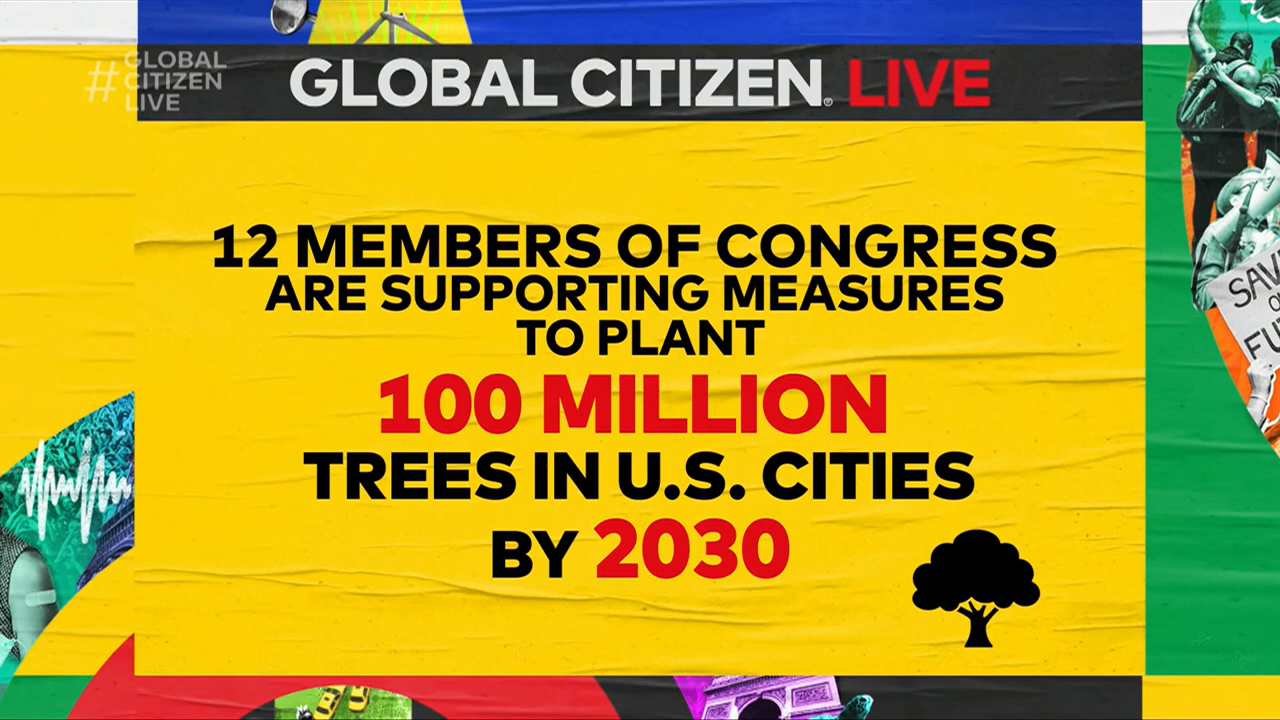 #GLOBAL
CITIZEN
LIVE
GLOBAL CITIZEN® LIVE
12 MEMBERS OF CONGRESS
ARE SUPPORTING MEASURES
TO PLANT
100 MILLION
TREES IN U.S. CITIES
BY 2030